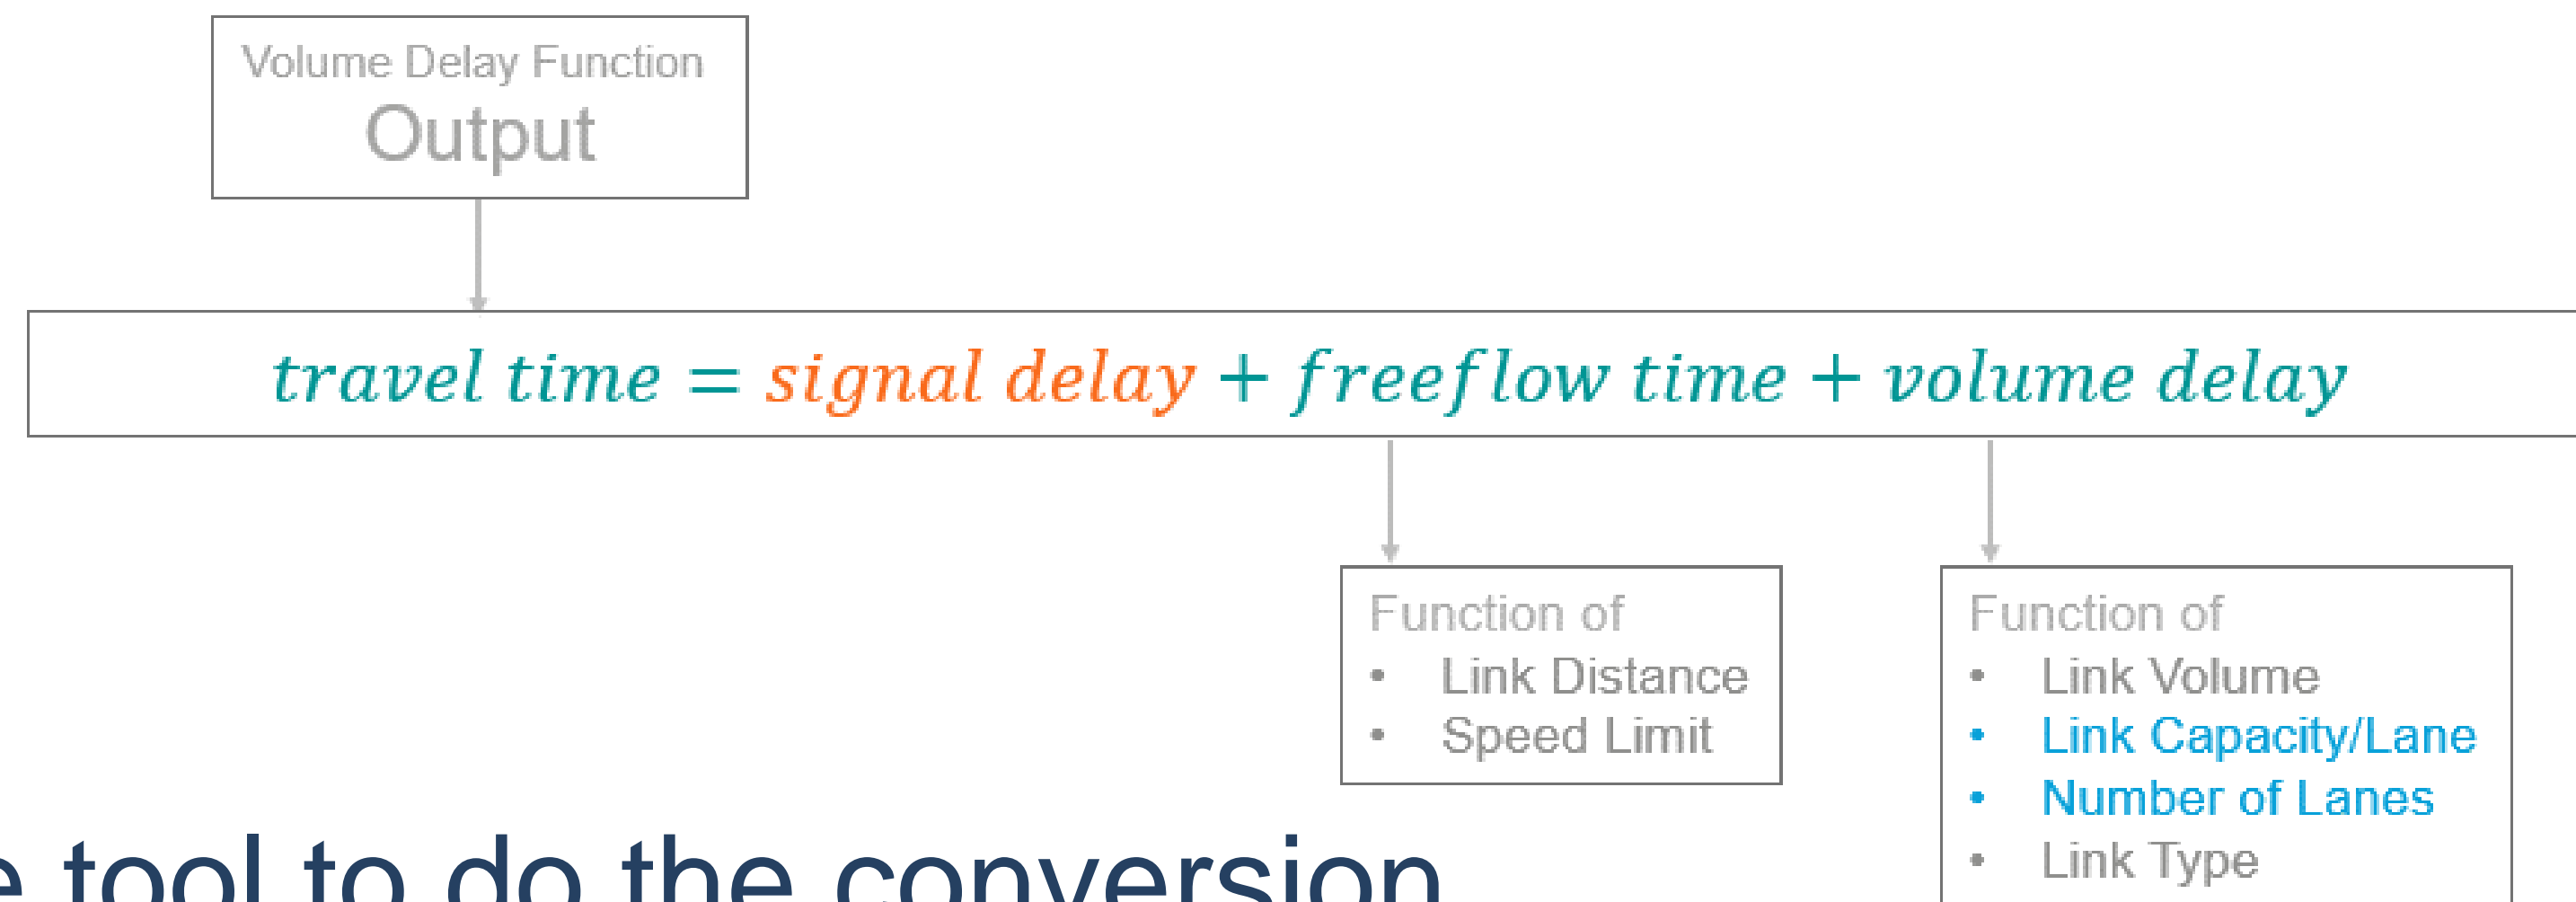 Volume Delay Function
Output
travel time = signal delay + freeflow time + volume delay
Function of
• Link Distance
• Speed Limit
Function of
• Link Volume
• Link Capacity/Lane
• Number of Lanes
• Link Type
tool to do the conversion